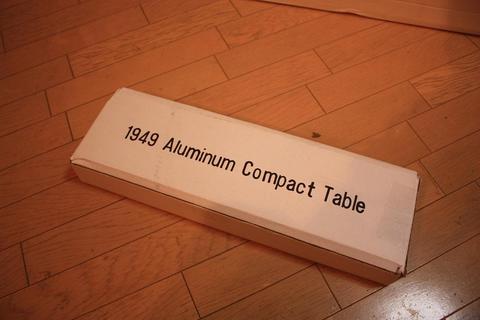 1949 Aluminum Compact Table